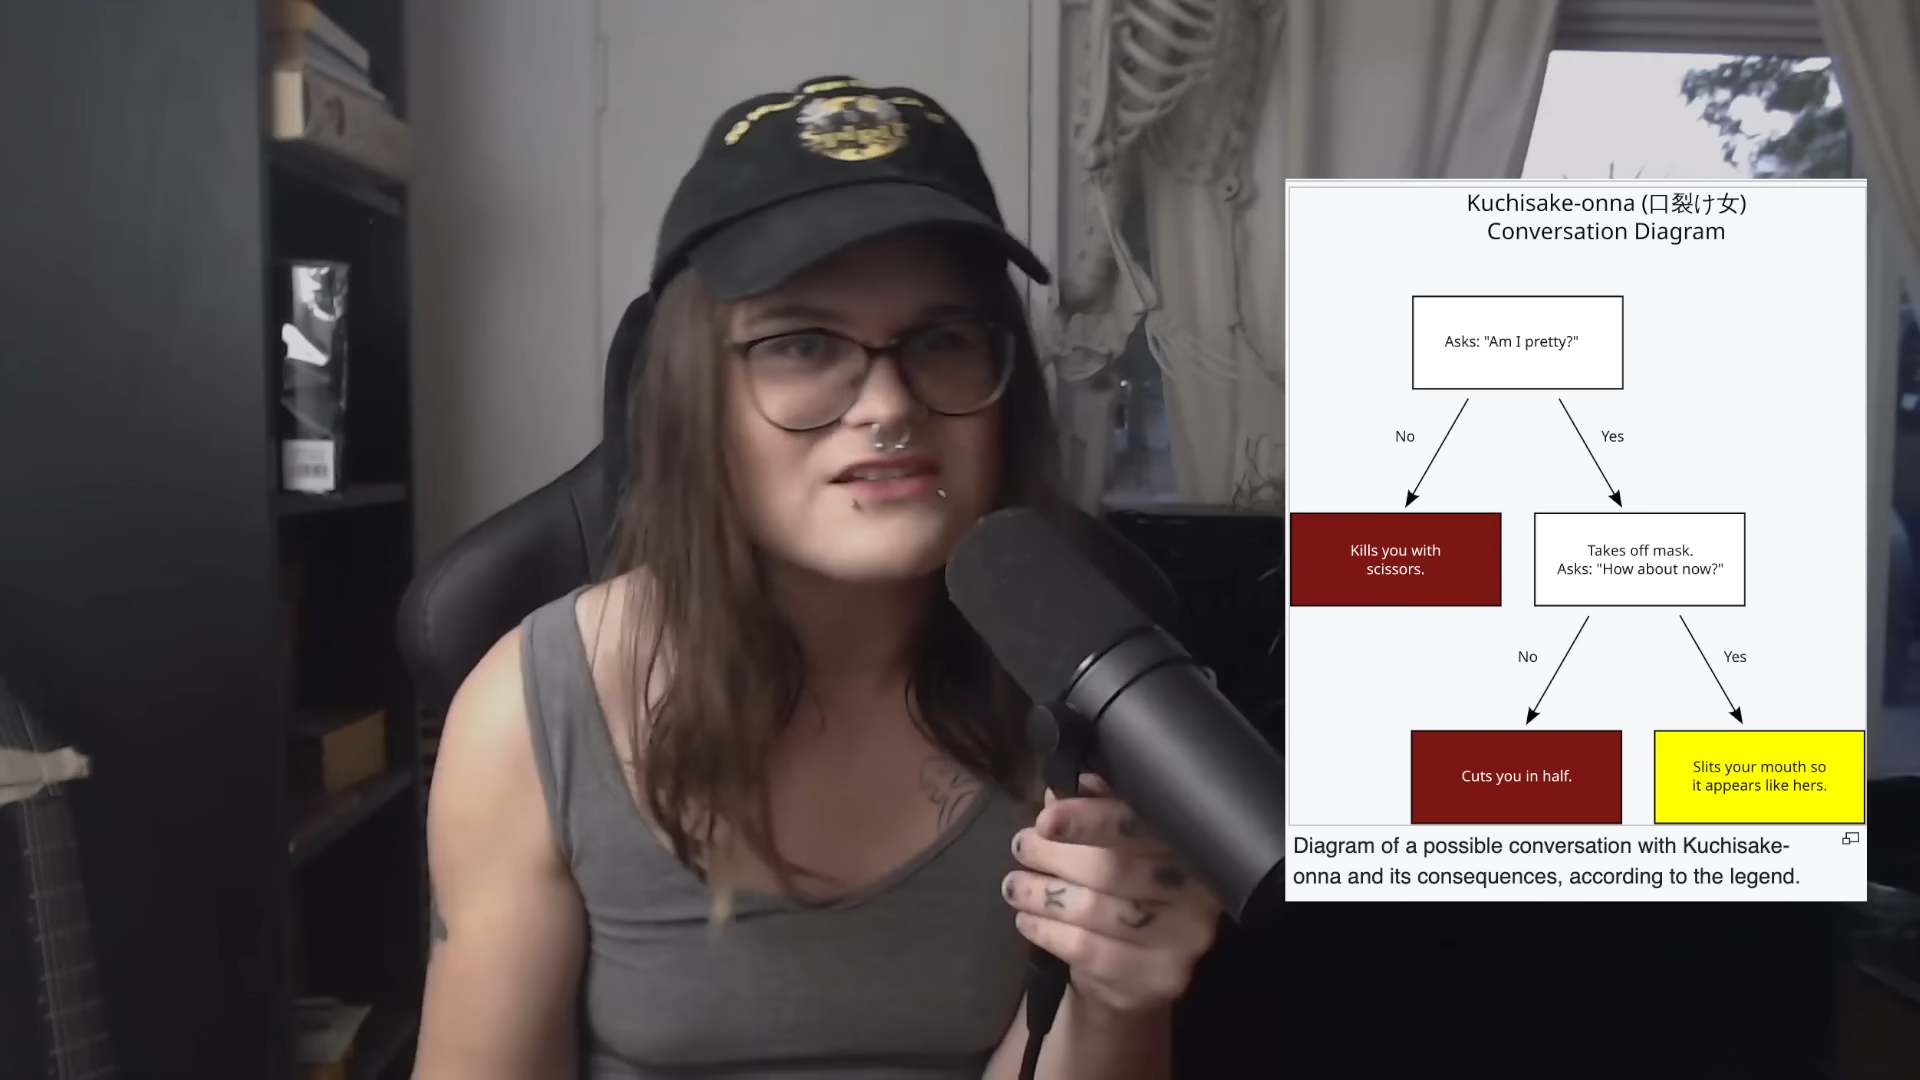 Kuchisake-onna (口裂け女)
Conversation Diagram
Asks: "Am I pretty?"
No
Yes
Kills you with
scissors.
Takes off mask.
Asks: "How about now?"
No
Yes
Cuts you in half.
Slits your mouth so
it appears like hers.
Diagram of a possible conversation with Kuchisake-
onna and its consequences, according to the legend.